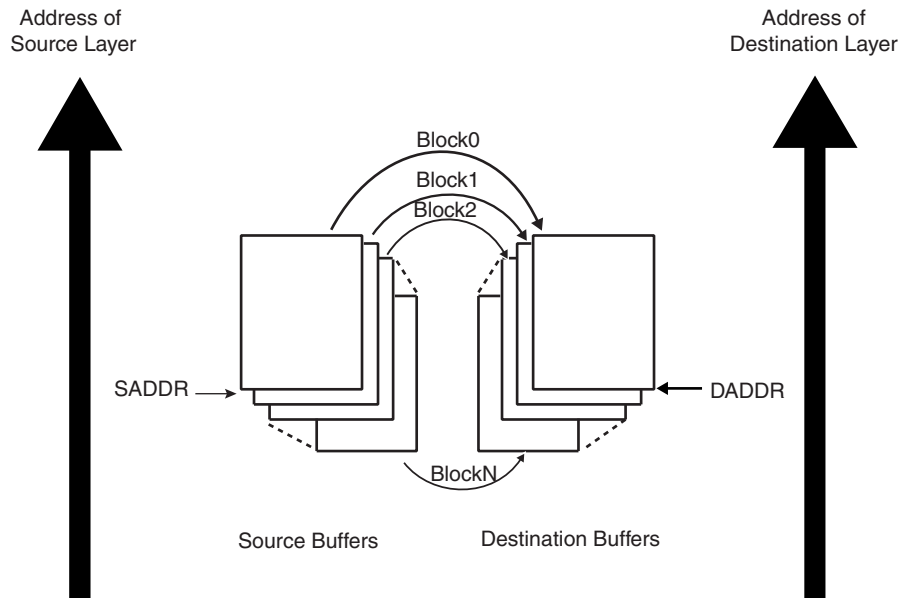 Address of
Source Layer
Address of
Destination Layer
Block0
Block1
Block2
SADDR
DADDR
BlockN
Source Buffers
Destination Buffers